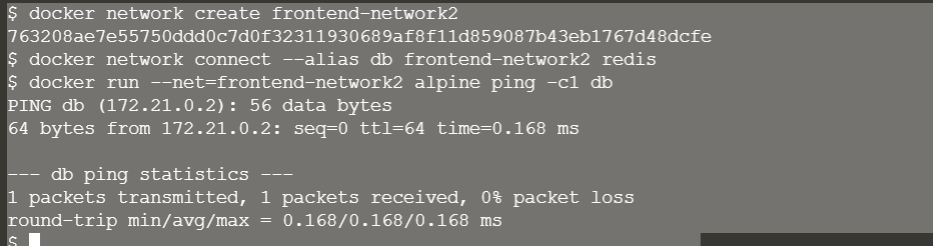 $ docker network create frontend-network2
763208ae7e55750ddd0c7d0f32311930689af8f11d859087b43eb1767d48dcfe
$ docker network connect --alias db frontend-network2 redis
$ docker run --net=frontend-network2 alpine ping -c1 db
PING db (172.21.0.2): 56 data bytes
64 bytes from 172.21.0.2: seq=0 ttl=64 time=0.168 ms
--- db ping statistics ---
1 packets transmitted, 1 packets received, 0% packet loss
round-trip min/avg/max = 0.168/0.168/0.168 ms
$